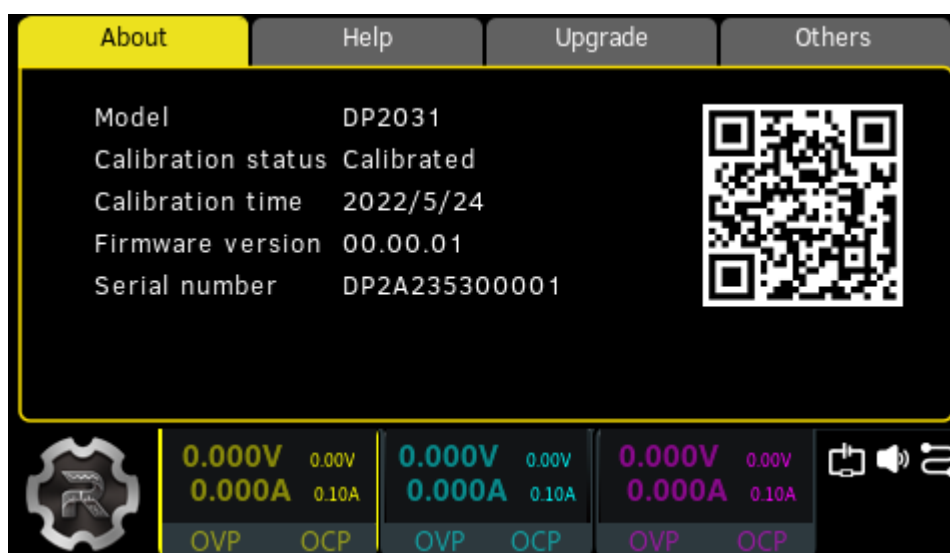 About Help Upgrade Others
Model DP2031
Calibration status Calibrated
Calibration time 2022/5/24
Firmware version 00.00.01
Serial number DP2A235300001
0.000V 0.00V 0.000V 0.00V 0.000V 0.00V
0.000A 0.10A 0.000A 0.10A 0.000A 0.10A
OVP OCP OVP OCP OVP OCP
R